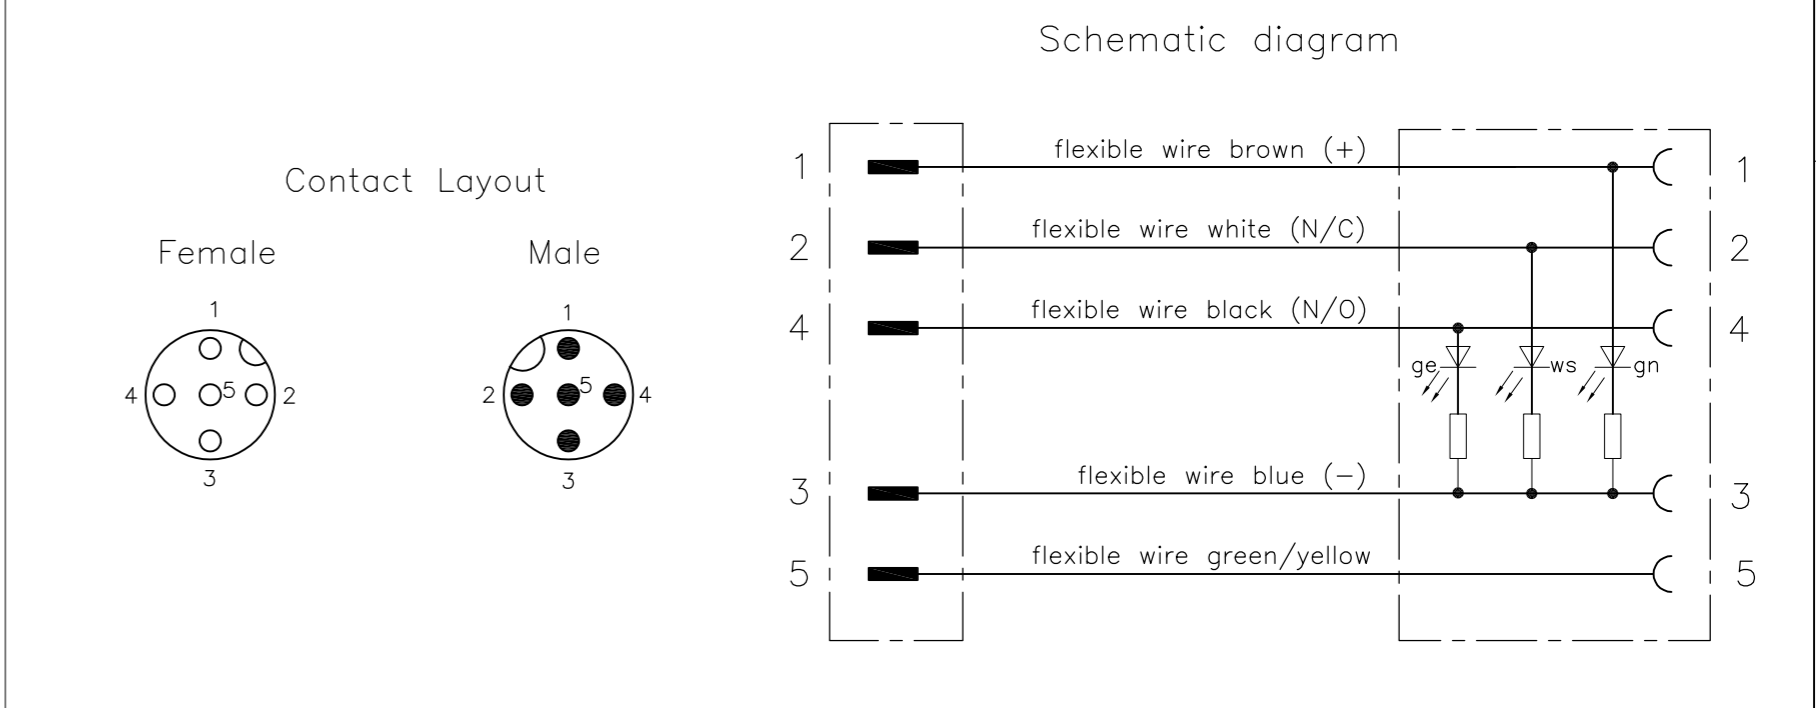 Schematic diagram
Contact Layout
Female
Male
1
4
5
2
3
1
2
5
4
3
1 flexible wire brown (+) 1
2 flexible wire white (N/C) 2
4 flexible wire black (N/O) 4
ge ws gn
3 flexible wire blue (−) 3
5 flexible wire green/yellow 5